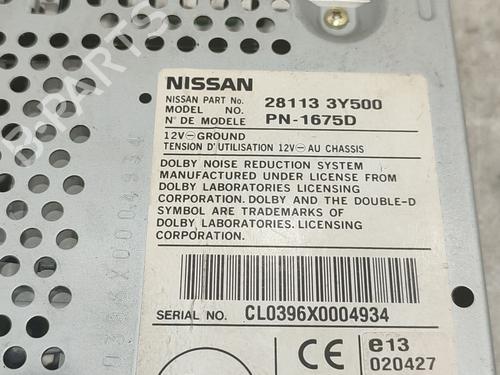 NISSAN
NISSAN PART No. 28113 3Y500
MODEL NO. PN-1675D
N° DE MODELE
12V⊖GROUND
TENSION D'UTILISATION 12V⊖AU CHASSIS
DOLBY NOISE REDUCTION SYSTEM
MANUFACTURED UNDER LICENSE FROM
DOLBY LABORATORIES LICENSING
CORPORATION. DOLBY AND THE DOUBLE-D
SYMBOL ARE TRADEMARKS OF
DOLBY LABORATORIES. LICENSING
CORPORATION.
SERIAL NO. CL0396X0004934
CE e13
020427
B-PARTS